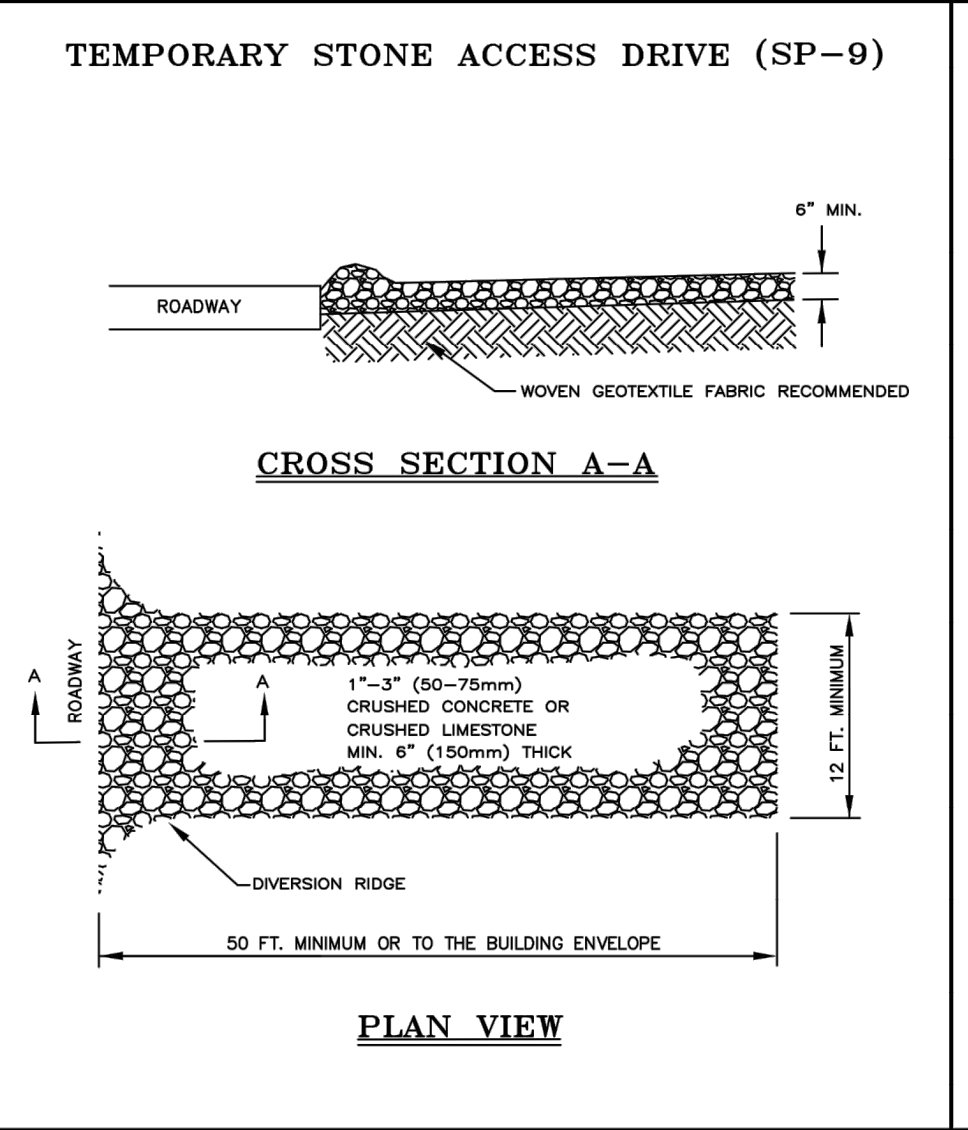 TEMPORARY STONE ACCESS DRIVE (SP-9)
6" MIN.
ROADWAY
WOVEN GEOTEXTILE FABRIC RECOMMENDED
CROSS SECTION A-A
ROADWAY
A
A
1"-3" (50-75mm)
CRUSHED CONCRETE OR
CRUSHED LIMESTONE
MIN. 6" (150mm) THICK
12 FT. MINIMUM
DIVERSION RIDGE
50 FT. MINIMUM OR TO THE BUILDING ENVELOPE
PLAN VIEW